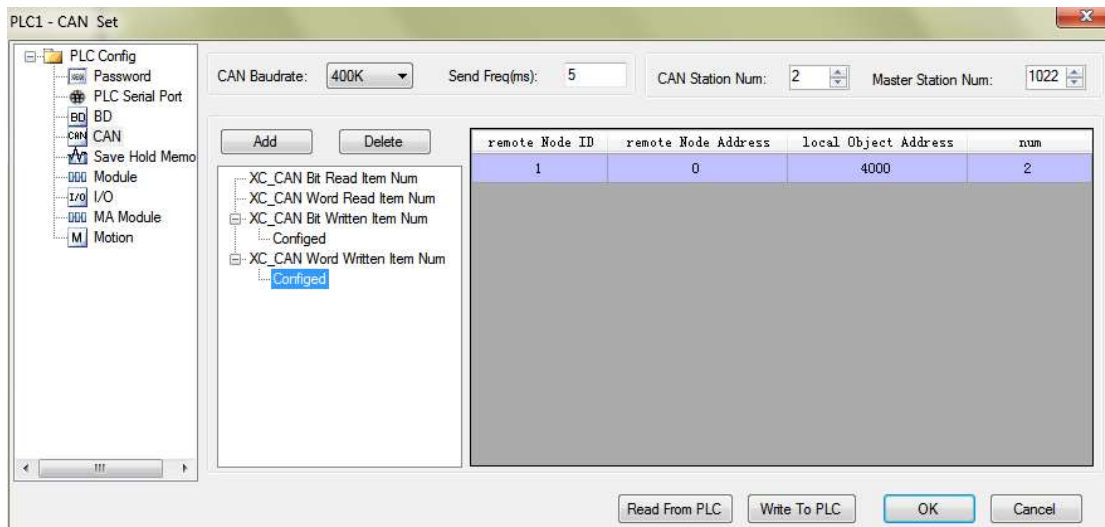 PLC1 - CAN Set
PLC Config
Password
PLC Serial Port
BD BD
CAN CAN
Save Hold Memo
Module
I/O I/O
MA Module
M Motion
CAN Baudrate: 400K Send Freq(ms): 5 CAN Station Num: 2 Master Station Num: 1022
Add Delete
XC_CAN Bit Read Item Num
XC_CAN Word Read Item Num
XC_CAN Bit Written Item Num
Configed
XC_CAN Word Written Item Num
Configed
remote Node ID remote Node Address local Object Address num
1 0 4000 2
Read From PLC Write To PLC OK Cancel